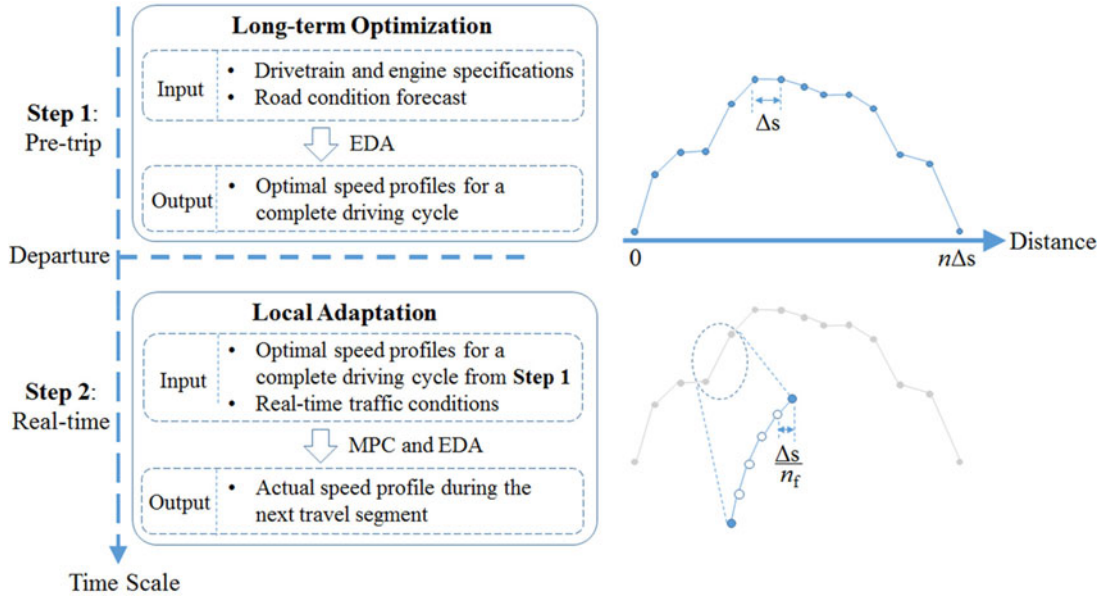 Long-term Optimization
Input
• Drivetrain and engine specifications
• Road condition forecast
Step 1:
Pre-trip
EDA
Output
• Optimal speed profiles for a
complete driving cycle
Δs
0
nΔs
Distance
Departure
Local Adaptation
Input
• Optimal speed profiles for a
complete driving cycle from Step 1
• Real-time traffic conditions
Step 2:
Real-time
MPC and EDA
Output
• Actual speed profile during the
next travel segment
Δs
nf
Time Scale